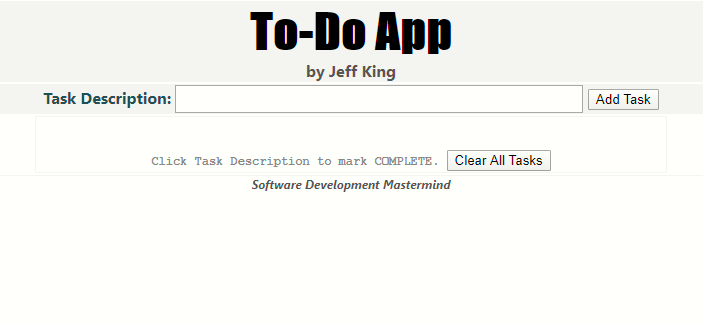 To-Do App
by Jeff King
Task Description: Add Task
Click Task Description to mark COMPLETE. Clear All Tasks
Software Development Mastermind